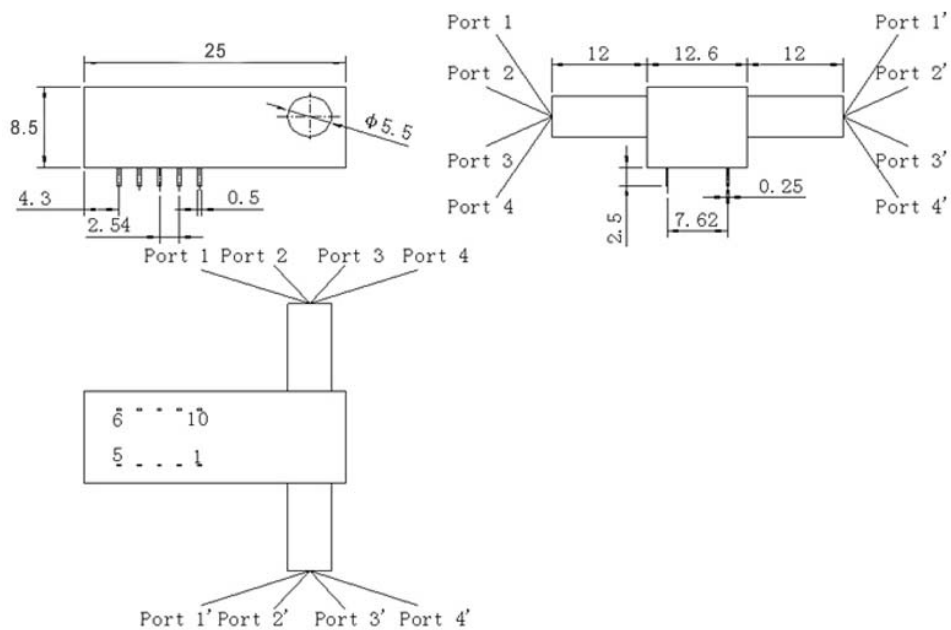 25
8.5
φ5.5
4.3
0.5
2.54
Port 1
Port 2
Port 3
Port 4
12
12.6
12
Port 1'
Port 2'
Port 3'
Port 4'
2.5
7.62
0.25
Port 1 Port 2 Port 3 Port 4
6 10
5 1
Port 1' Port 2' Port 3' Port 4'